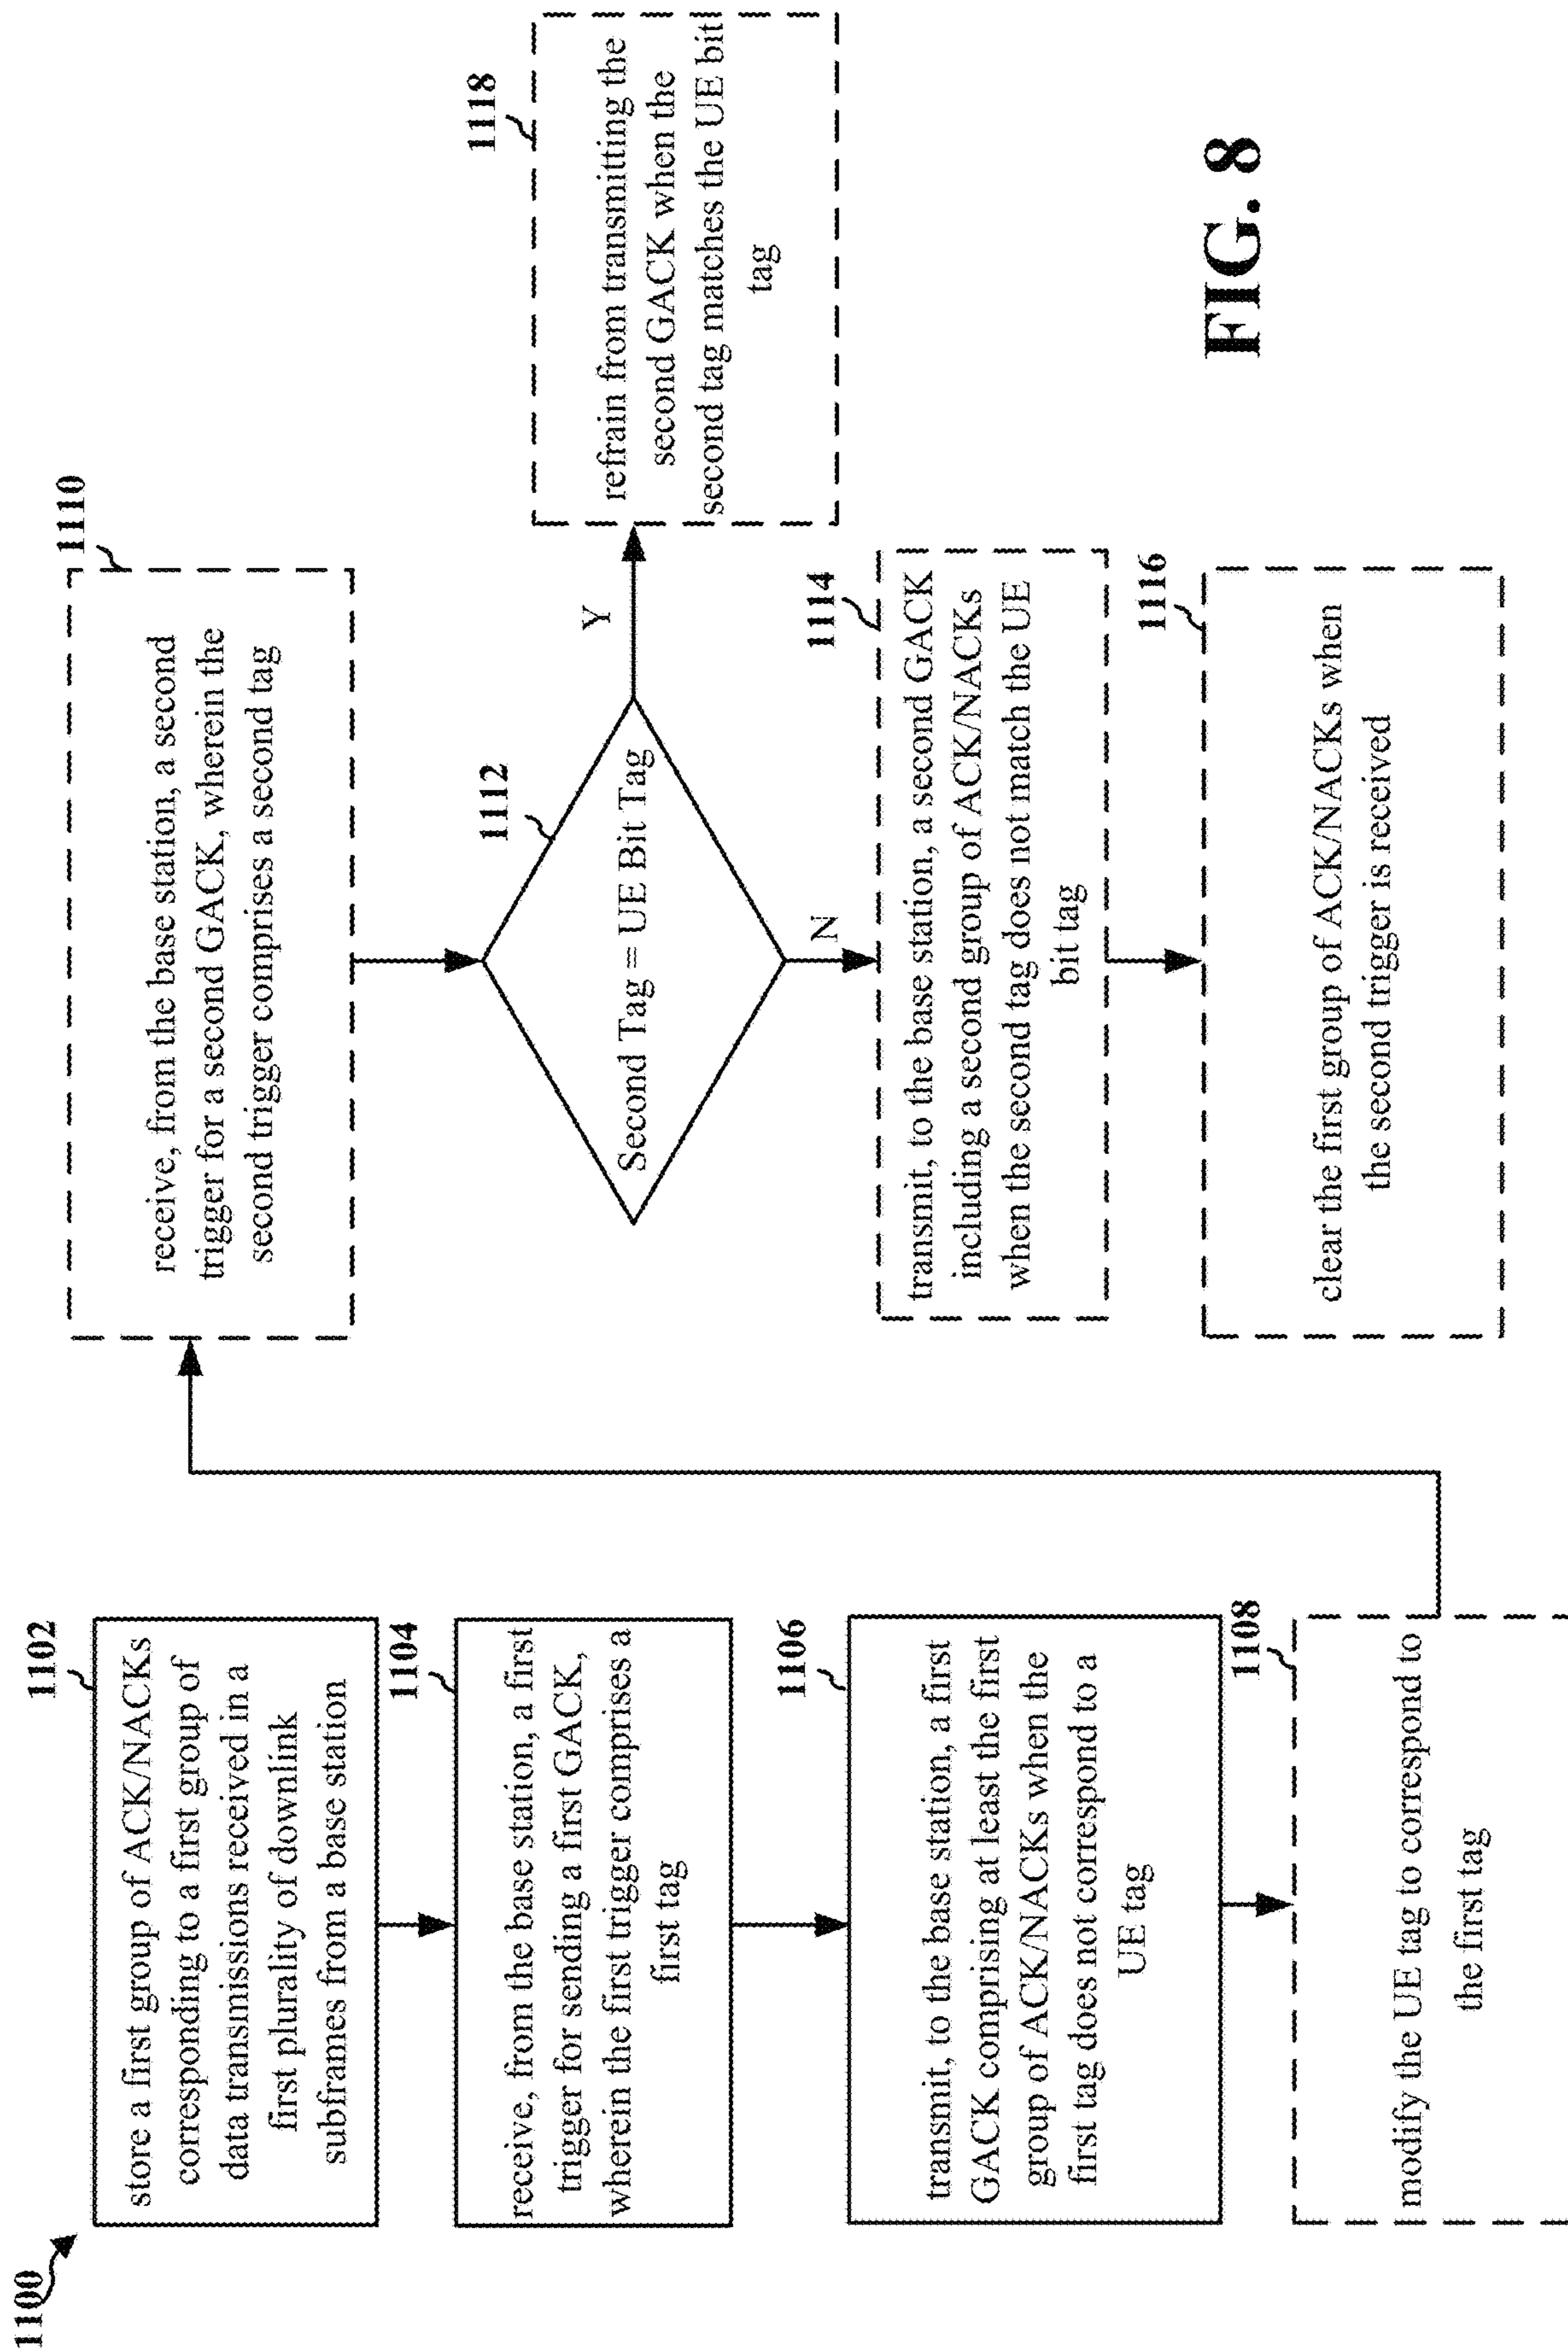 1100
1102
store a first group of ACK/NACKs
corresponding to a first group of
data transmissions received in a
first plurality of downlink
subframes from a base station
1104
receive, from the base station, a first
trigger for sending a first GACK,
wherein the first trigger comprises a
first tag
1106
transmit, to the base station, a first
GACK comprising at least the first
group of ACK/NACKs when the
first tag does not correspond to a
UE tag
1108
modify the UE tag to correspond to
the first tag
1110
receive, from the base station, a second
trigger for a second GACK, wherein the
second trigger comprises a second tag
1112
Second Tag = UE Bit Tag
Y
N
1118
refrain from transmitting the
second GACK when the
second tag matches the UE bit
tag
1114
transmit, to the base station, a second GACK
including a second group of ACK/NACKs
when the second tag does not match the UE
bit tag
1116
clear the first group of ACK/NACKs when
the second trigger is received
FIG. 8